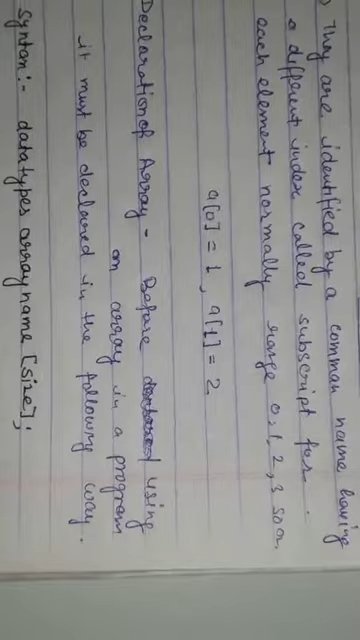 ) They are identified by a common name having
a different index called subscript for.
each element normally range 0,1,2,3 so on.
a[0] = 1, a[1] = 2
Declaration of Array - Before using
an array in a program
it must be declared in the following way.
Syntan:- datatypes arrayname [size];